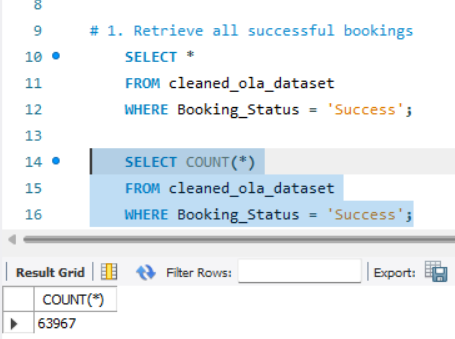 8
9 # 1. Retrieve all successful bookings
10 SELECT *
11 FROM cleaned_ola_dataset
12 WHERE Booking_Status = 'Success';
13
14 SELECT COUNT(*)
15 FROM cleaned_ola_dataset
16 WHERE Booking_Status = 'Success';
Result Grid Filter Rows: Export:
COUNT(*)
63967